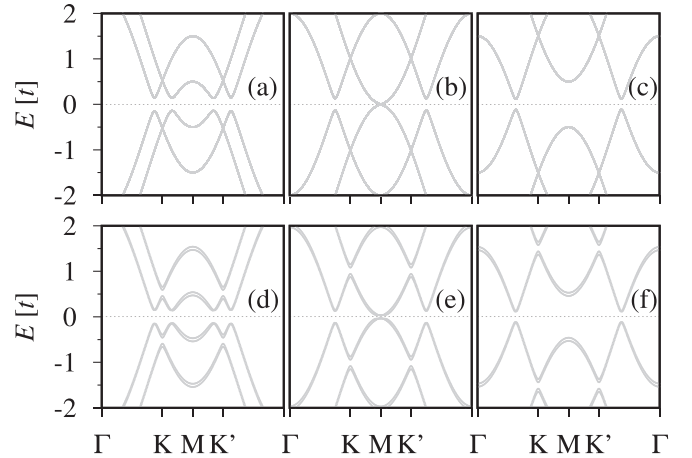 2
1
0
-1
-2
E [t]
(a) (b) (c)
2
1
0
-1
-2
E [t]
(d) (e) (f)
Γ K M K' Γ K M K' Γ K M K' Γ